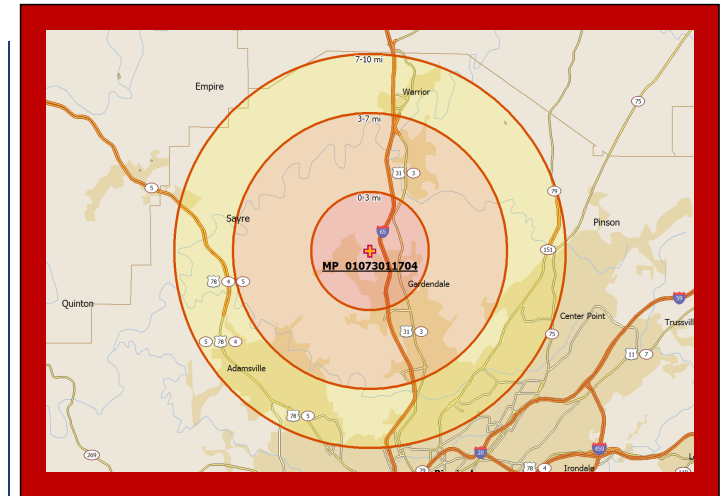 7-10 mi
Empire
Warrior
75
3-7 mi
31 3
5
0-3 mi
79
Sayre
Pinson
65
151
MP 01073011704
78 4 5
Gardendale
59
Quinton
Center Point
Trussvill
31 3
75
5 78 4
11 7
Adamsville
78 5
269
20
459
79
78 4
Irondale